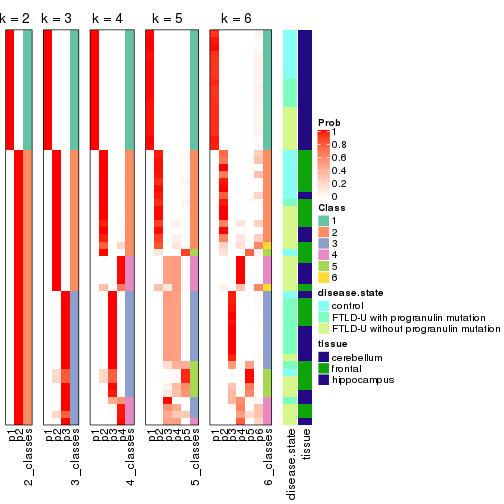 k = 2
k = 3
k = 4
k = 5
k = 6
Prob
1
0.8
0.6
0.4
0.2
0
Class
1
2
3
4
5
6
disease.state
control
FTLD-U with progranulin mutation
FTLD-U without progranulin mutation
tissue
cerebellum
frontal
hippocampus
p1
p2
2_classes
p1
p2
p3
3_classes
p1
p2
p3
p4
4_classes
p1
p2
p3
p4
p5
5_classes
p1
p2
p3
p4
p5
p6
6_classes
disease.state
tissue